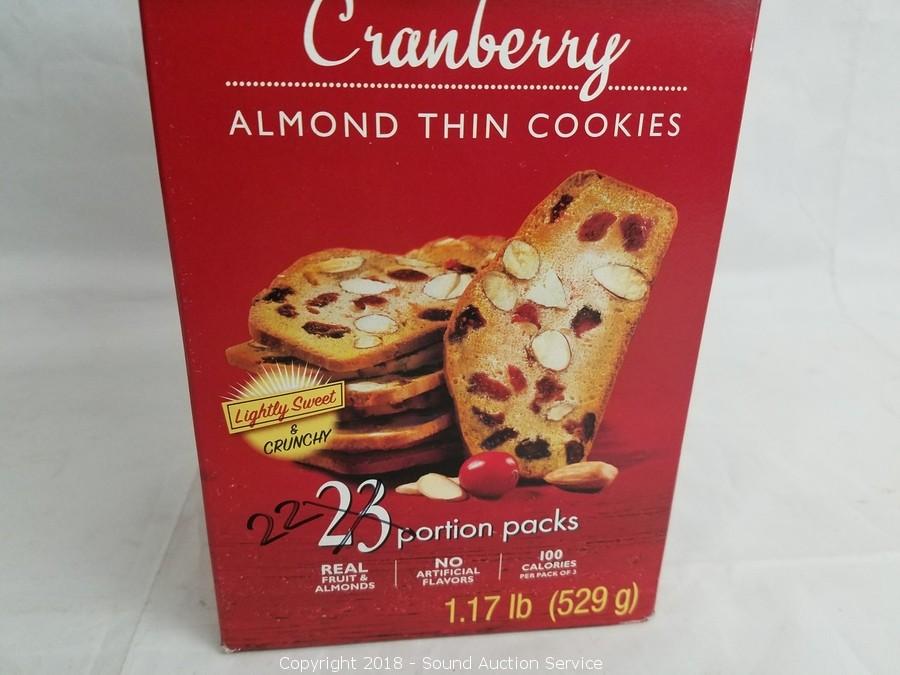 Cranberry
ALMOND THIN COOKIES
Lightly Sweet
&
CRUNCHY
22 23 portion packs
REAL
FRUIT &
ALMONDS
NO
ARTIFICIAL
FLAVORS
100
CALORIES
PER PACK OF 3
1.17 lb (529 g)
Copyright 2018 - Sound Auction Service